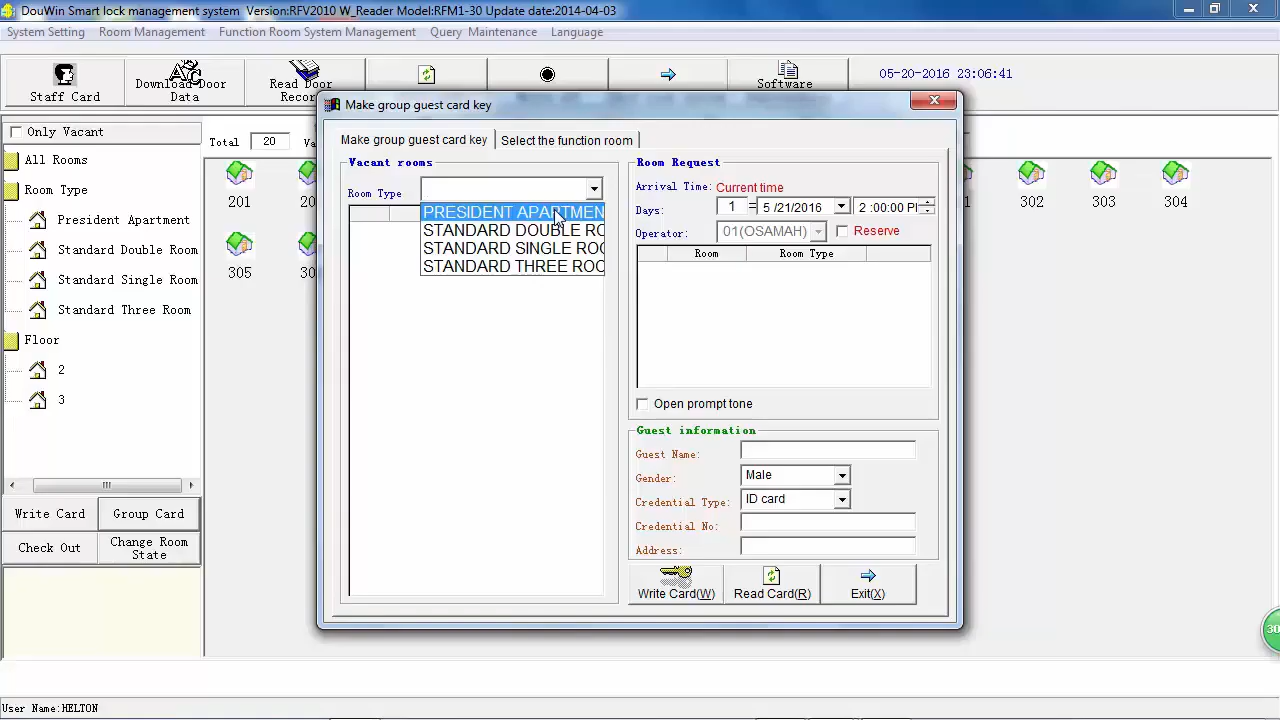 DouWin Smart lock management system Version:RFV2010 W_Reader Model:RFM1-30 Update date:2014-04-03
System Setting Room Management Function Room System Management Query Maintenance Language
Staff Card
Download Door Data
Read Door
Software
05-20-2016 23:06:41
Make group guest card key
Make group guest card key Select the function room
Only Vacant
All Rooms
Room Type
President Apartment
Standard Double Room
Standard Single Room
Standard Three Room
Floor
2
3
Write Card Group Card
Check Out Change Room State
Total 20
201
302 303 304
305
Vacant rooms
Room Type
PRESIDENT APARTMEN
STANDARD DOUBLE RO
STANDARD SINGLE ROO
STANDARD THREE ROO
Room Request
Arrival Time: Current time
Days: 1 = 5 /21/2016 2 :00:00
Operator: 01(OSAMAH) Reserve
Room Room Type
Open prompt tone
Guest information
Guest Name:
Gender: Male
Credential Type: ID card
Credential No:
Address:
Write Card(W) Read Card(R) Exit(X)
30
User Name:HELTON